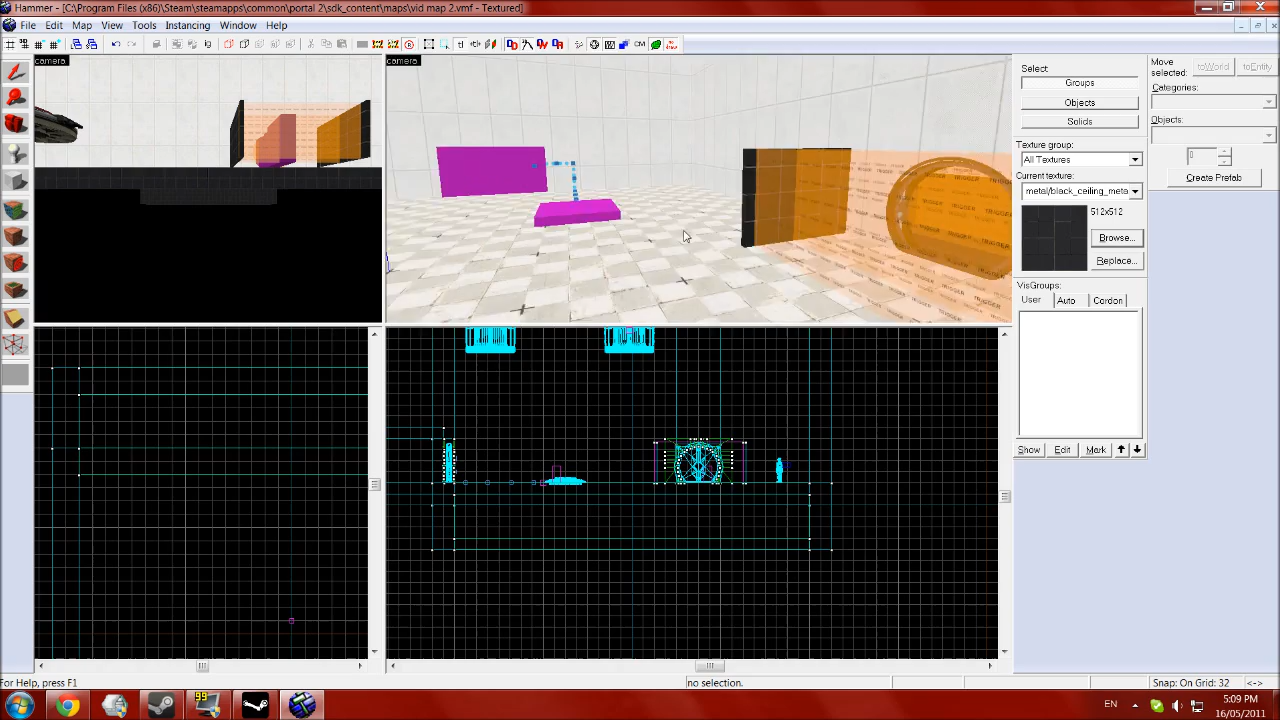 Hammer - [C:\Program Files (x86)\Steam\steamapps\common\portal 2\sdk_content\maps\vid map 2.vmf - Textured]
File Edit Map View Tools Instancing Window Help
camera
camera
TRIGGER
Select:
Groups
Objects
Solids
Texture group:
All Textures
Current texture:
metal/black_ceiling_meta
512x512
Browse...
Replace...
VisGroups:
User Auto Cordon
Show Edit Mark
Move selected:
toWorld toEntity
Categories:
Objects:
0
Create Prefab
For Help, press F1
no selection.
Snap: On Grid: 32
<->
99
EN
5:09 PM
16/05/2011